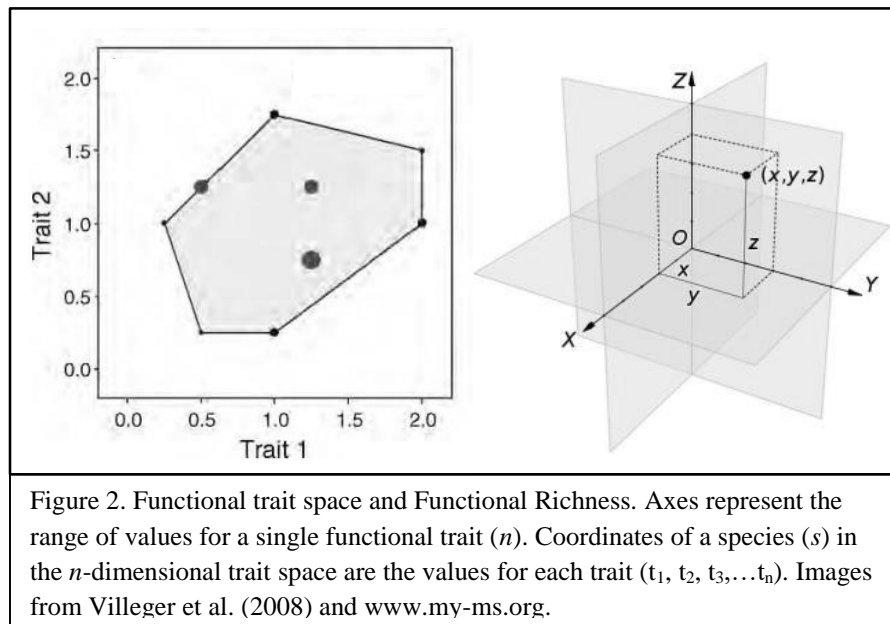 2.0
1.5
1.0
0.5
0.0
Trait 2
0.0 0.5 1.0 1.5 2.0
Trait 1
Z
(x,y,z)
O
z
x
y
Y
X
Figure 2. Functional trait space and Functional Richness. Axes represent the
range of values for a single functional trait (n). Coordinates of a species (s) in
the n-dimensional trait space are the values for each trait (t₁, t₂, t₃,…tₙ). Images
from Villeger et al. (2008) and www.my-ms.org.